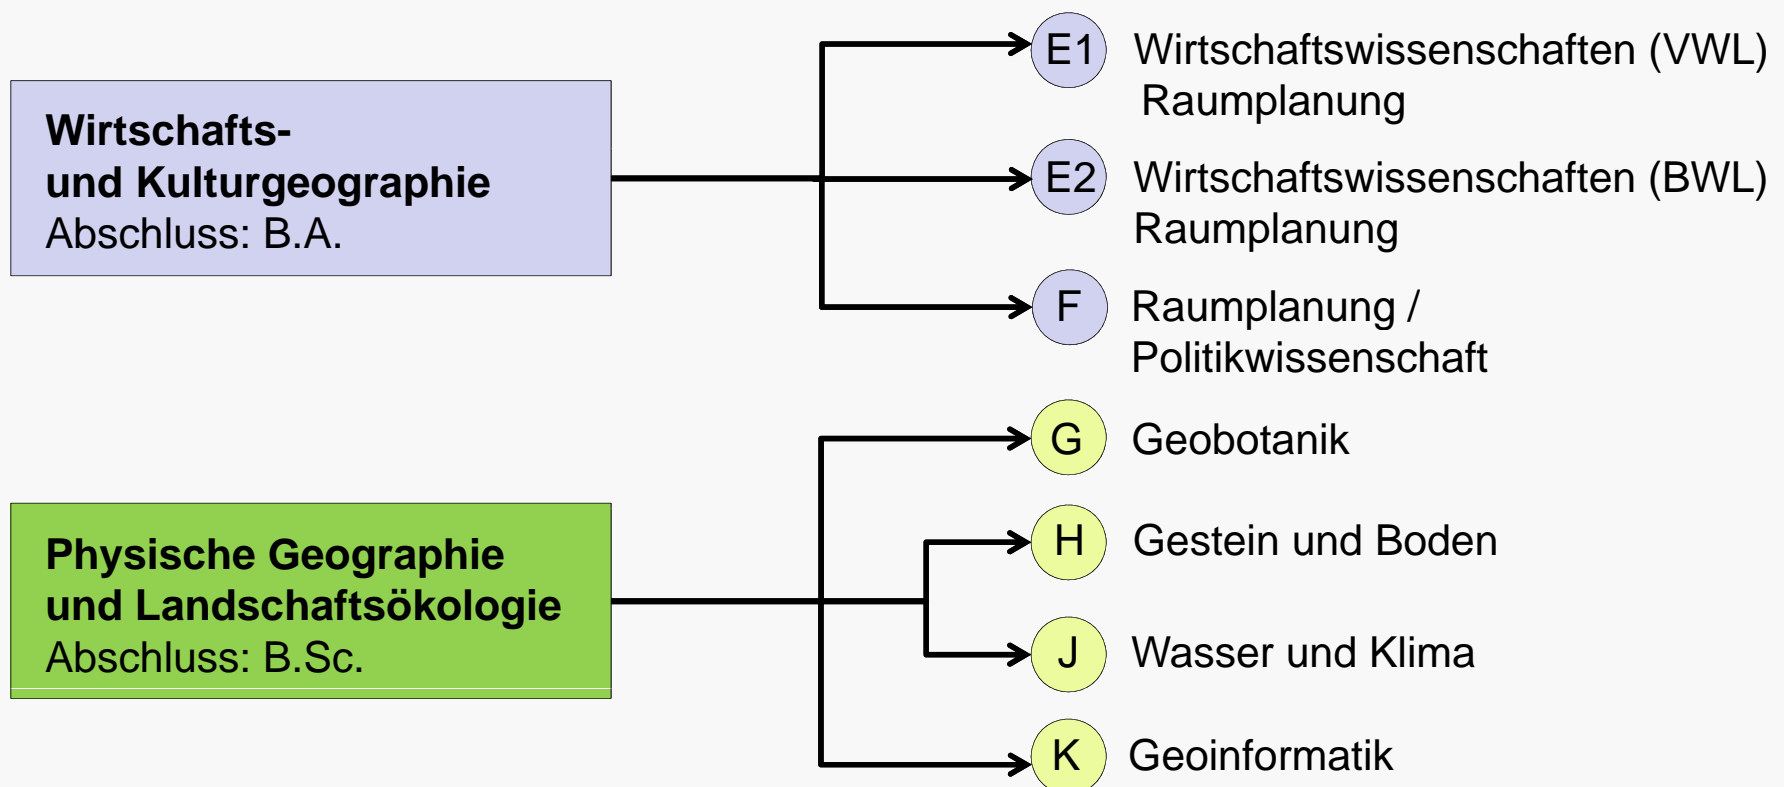 E1 Wirtschaftswissenschaften (VWL)
Raumplanung
Wirtschafts-
und Kulturgeographie
Abschluss: B.A.
E2 Wirtschaftswissenschaften (BWL)
Raumplanung
F Raumplanung /
Politikwissenschaft
G Geobotanik
Physische Geographie
und Landschaftsökologie
Abschluss: B.Sc.
H Gestein und Boden
J Wasser und Klima
K Geoinformatik